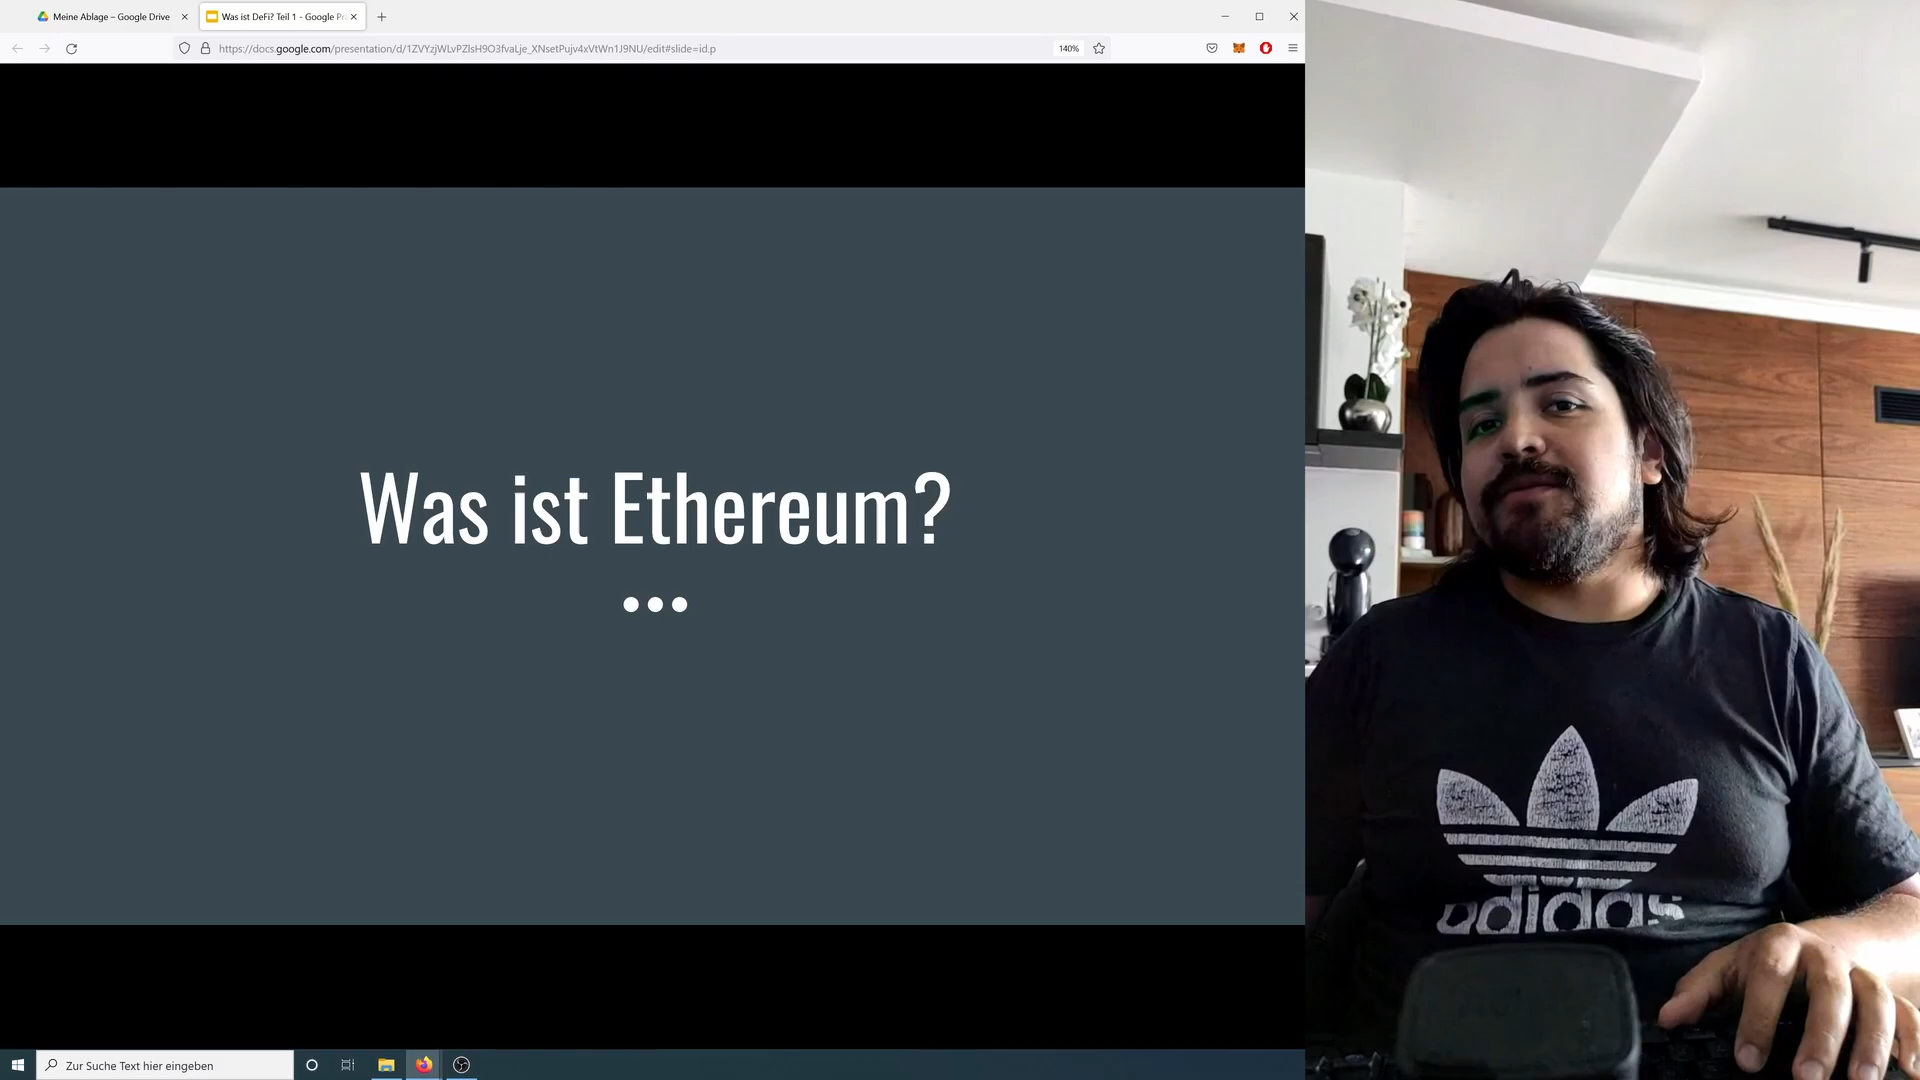 Meine Ablage – Google Drive
Was ist DeFi? Teil 1 - Google Pr
https://docs.google.com/presentation/d/1ZVYzjWLvPZlsH9O3fvaLje_XNsetPujv4xVtWn1J9NU/edit#slide=id.p
140%
Was ist Ethereum?
adidas
Zur Suche Text hier eingeben